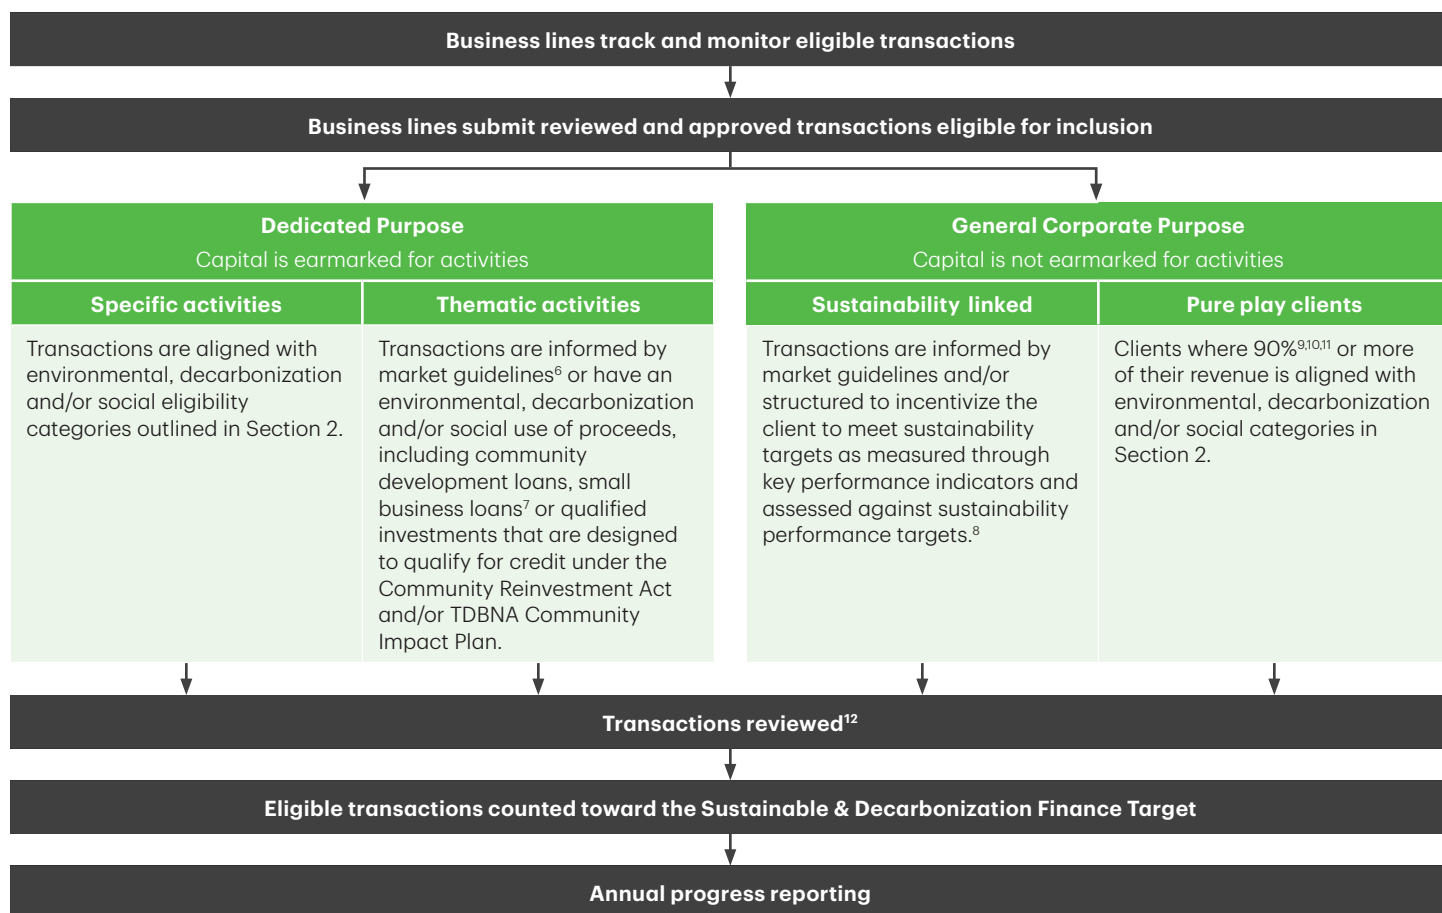 Business lines track and monitor eligible transactions
Business lines submit reviewed and approved transactions eligible for inclusion
Dedicated Purpose
Capital is earmarked for activities
Specific activities
Transactions are aligned with
environmental, decarbonization
and/or social eligibility
categories outlined in Section 2.
Thematic activities
Transactions are informed by
market guidelines⁶ or have an
environmental, decarbonization
and/or social use of proceeds,
including community
development loans, small
business loans⁷ or qualified
investments that are designed
to qualify for credit under the
Community Reinvestment Act
and/or TDBNA Community
Impact Plan.
General Corporate Purpose
Capital is not earmarked for activities
Sustainability linked
Transactions are informed by
market guidelines and/or
structured to incentivize the
client to meet sustainability
targets as measured through
key performance indicators and
assessed against sustainability
performance targets.⁸
Pure play clients
Clients where 90%⁹,¹⁰,¹¹ or more
of their revenue is aligned with
environmental, decarbonization
and/or social categories in
Section 2.
Transactions reviewed¹²
Eligible transactions counted toward the Sustainable & Decarbonization Finance Target
Annual progress reporting